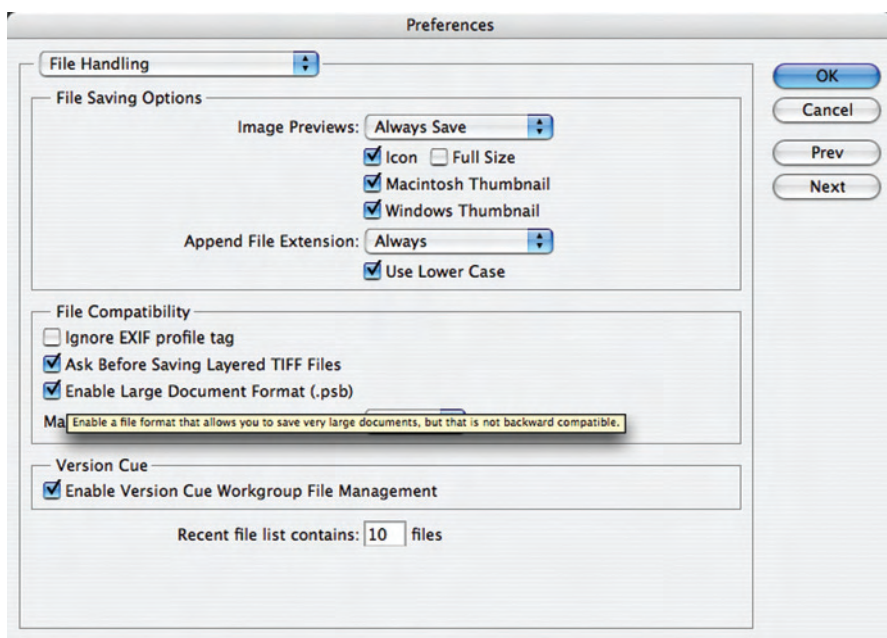 Preferences
File Handling
OK
File Saving Options
Cancel
Image Previews: Always Save
Icon Full Size
Prev
Macintosh Thumbnail
Next
Windows Thumbnail
Append File Extension: Always
Use Lower Case
File Compatibility
Ignore EXIF profile tag
Ask Before Saving Layered TIFF Files
Enable Large Document Format (.psb)
Ma
Enable a file format that allows you to save very large documents, but that is not backward compatible.
Version Cue
Enable Version Cue Workgroup File Management
Recent file list contains: 10 files